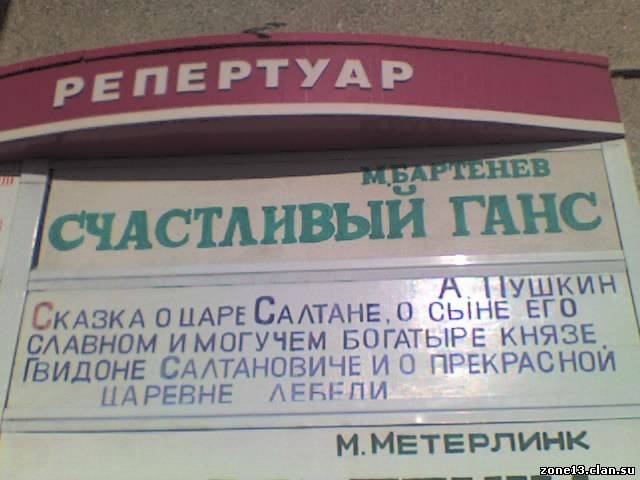 РЕПЕРТУАР
М.БАРТЕНЕВ
СЧАСТЛИВЫЙ ГАНС
А ПУШКИН
СКАЗКА О ЦАРЕ САЛТАНЕ, О СЫНЕ ЕГО
СЛАВНОМ И МОГУЧЕМ БОГАТЫРЕ КНЯЗЕ
ГВИДОНЕ САЛТАНОВИЧЕ И О ПРЕКРАСНОЙ
ЦАРЕВНЕ ЛЕБЕДИ
М.МЕТЕРЛИНК
zone13.clan.su